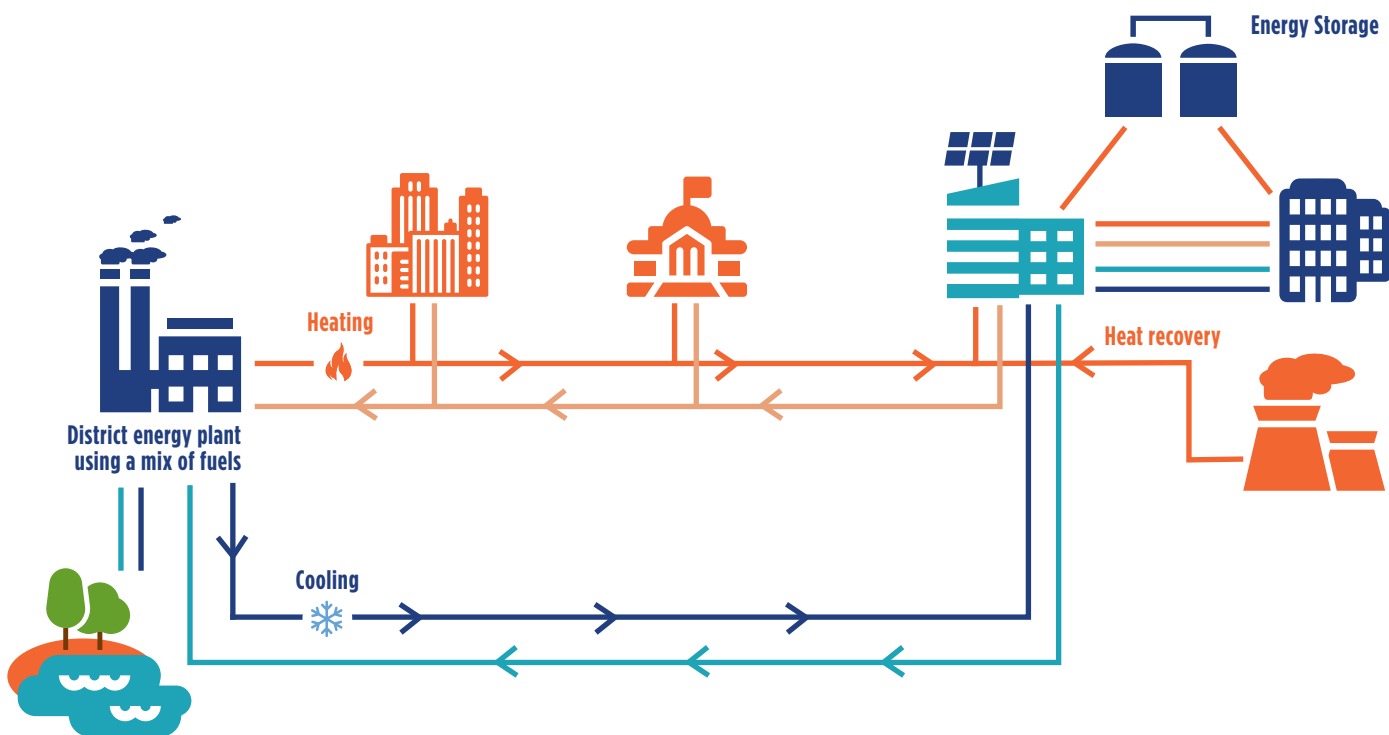 Energy Storage
Heating
Heat recovery
District energy plant
using a mix of fuels
Cooling